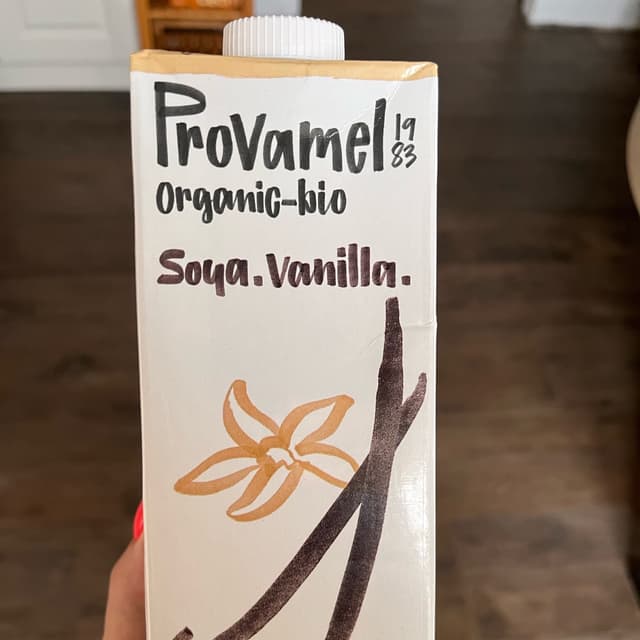 Provamel 19
83
organic-bio
Soya.Vanilla.